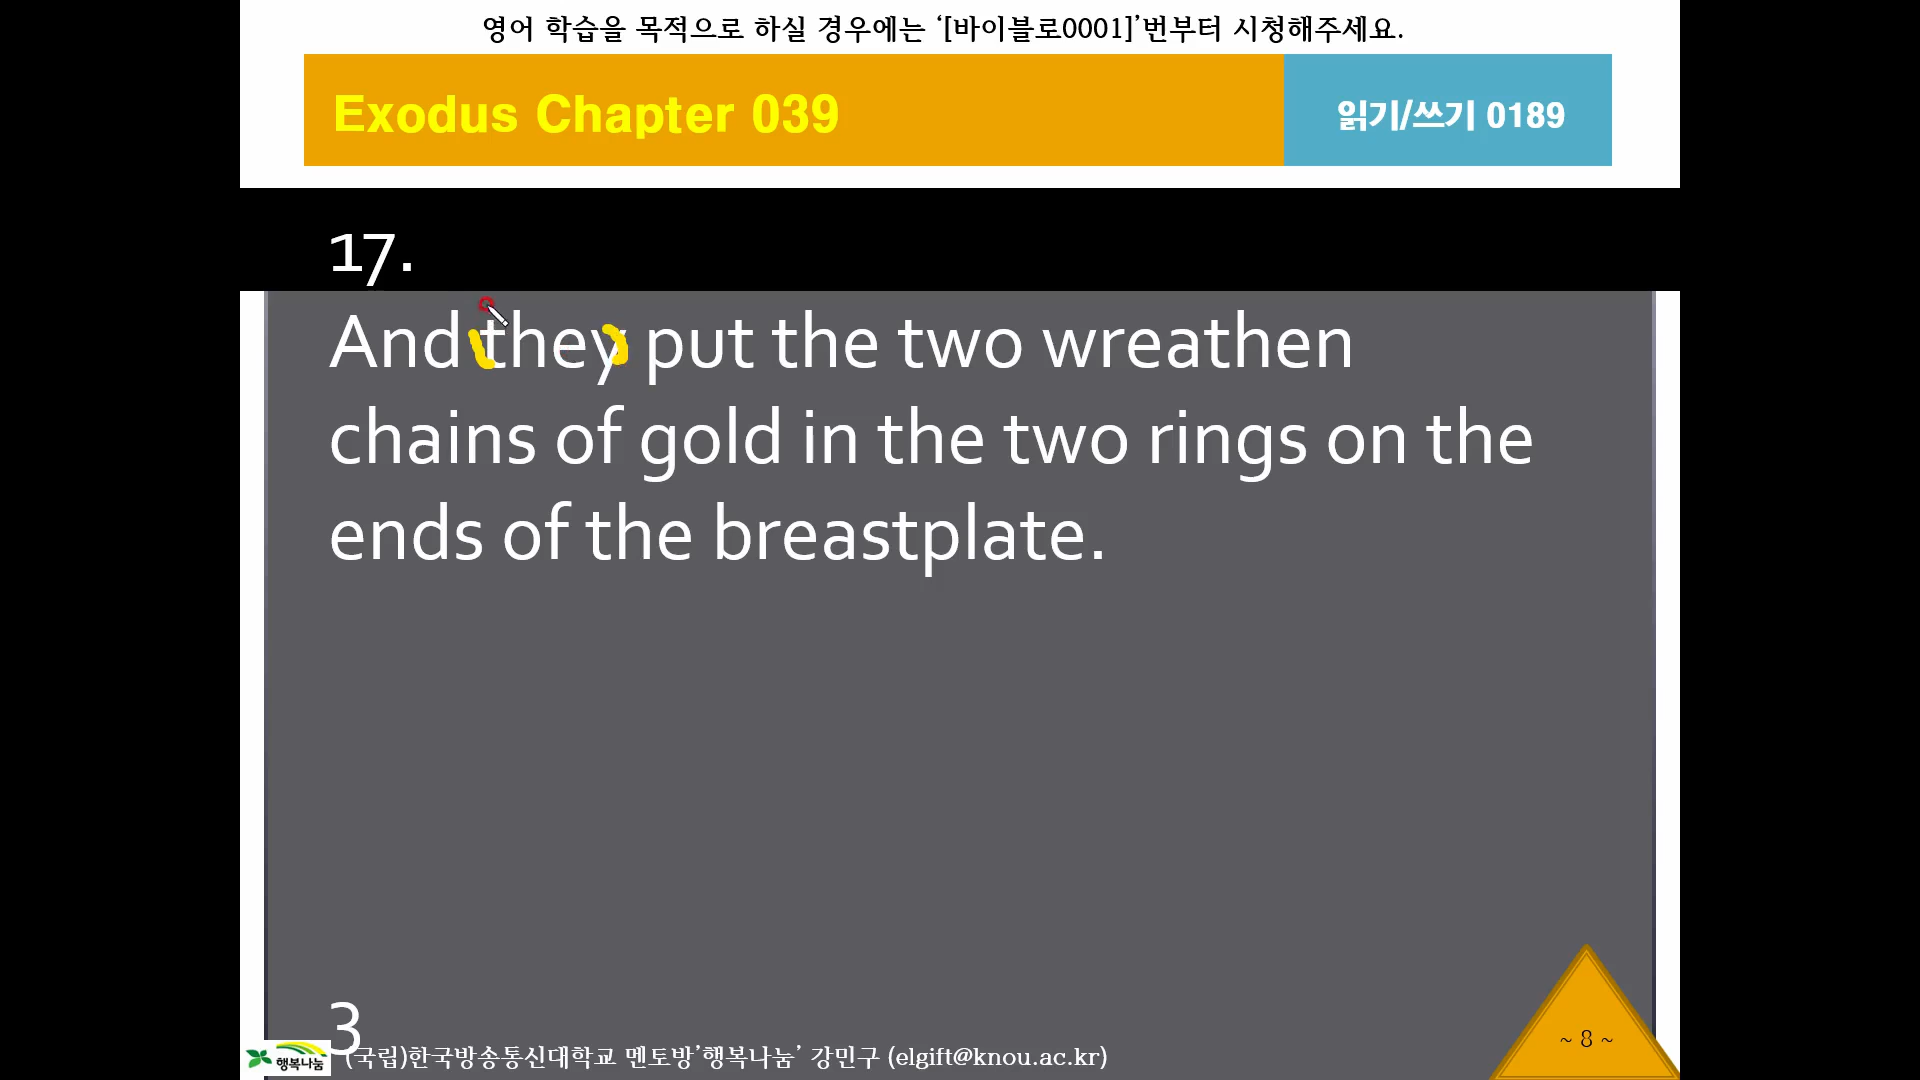 영어 학습을 목적으로 하실 경우에는 ‘[바이블로0001]’번부터 시청해주세요.
Exodus Chapter 039
읽기/쓰기 0189
17.
And they put the two wreathen
chains of gold in the two rings on the
ends of the breastplate.
3
행복나눔
(국립)한국방송통신대학교 멘토방’행복나눔’ 강민구 (elgift@knou.ac.kr)
~ 8 ~